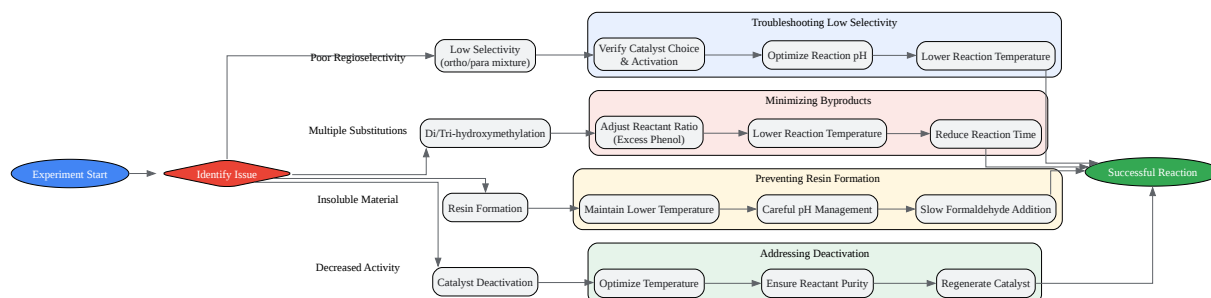 Troubleshooting Low Selectivity
Poor Regioselectivity
Low Selectivity
(ortho/para mixture)
Verify Catalyst Choice
& Activation
Optimize Reaction pH
Lower Reaction Temperature
Minimizing Byproducts
Multiple Substitutions
Di/Tri-hydroxymethylation
Adjust Reactant Ratio
(Excess Phenol)
Lower Reaction Temperature
Reduce Reaction Time
Experiment Start
Identify Issue
Successful Reaction
Preventing Resin Formation
Insoluble Material
Resin Formation
Maintain Lower Temperature
Careful pH Management
Slow Formaldehyde Addition
Addressing Deactivation
Decreased Activity
Catalyst Deactivation
Optimize Temperature
Ensure Reactant Purity
Regenerate Catalyst